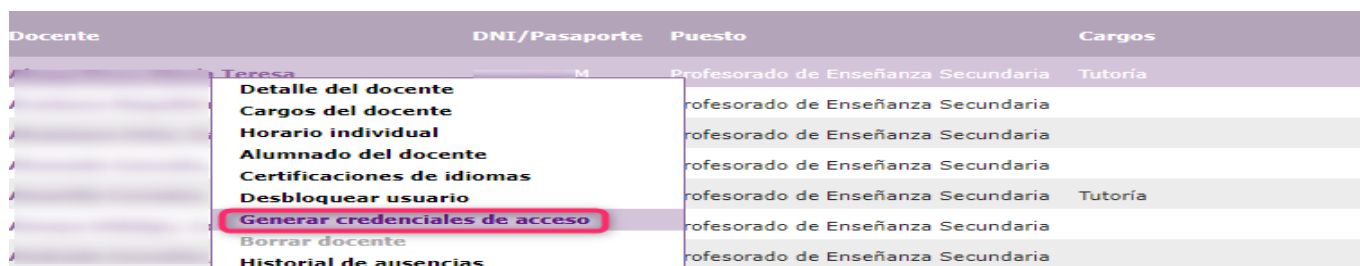 Docente DNI/Pasaporte Puesto Cargos
Teresa M Profesorado de Enseñanza Secundaria Tutoría
Detalle del docente
Cargos del docente rofesorado de Enseñanza Secundaria
Horario individual rofesorado de Enseñanza Secundaria
Alumnado del docente rofesorado de Enseñanza Secundaria
Certificaciones de idiomas
Desbloquear usuario rofesorado de Enseñanza Secundaria Tutoría
Generar credenciales de acceso rofesorado de Enseñanza Secundaria
Borrar docente
Historial de ausencias rofesorado de Enseñanza Secundaria